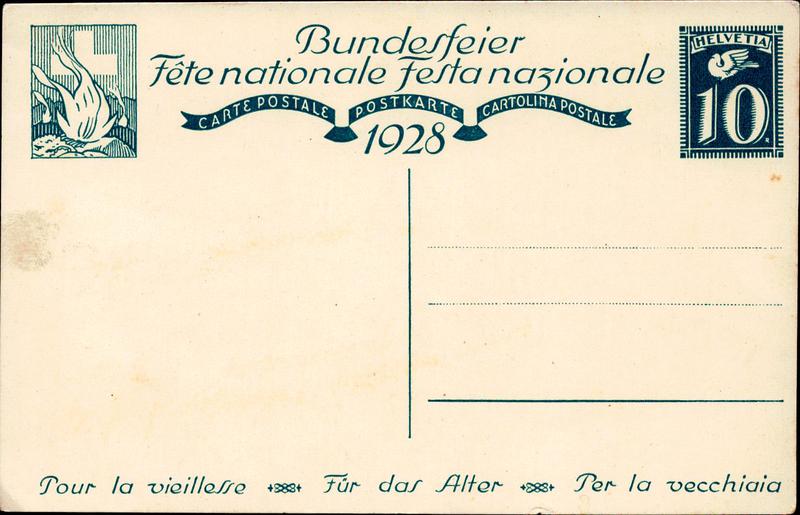 Bundesfeier
Fête nationale Festa nazionale
CARTE POSTALE POSTKARTE CARTOLINA POSTALE
1928
HELVETIA
10
Pour la vieillesse Für das Alter Per la vecchiaia